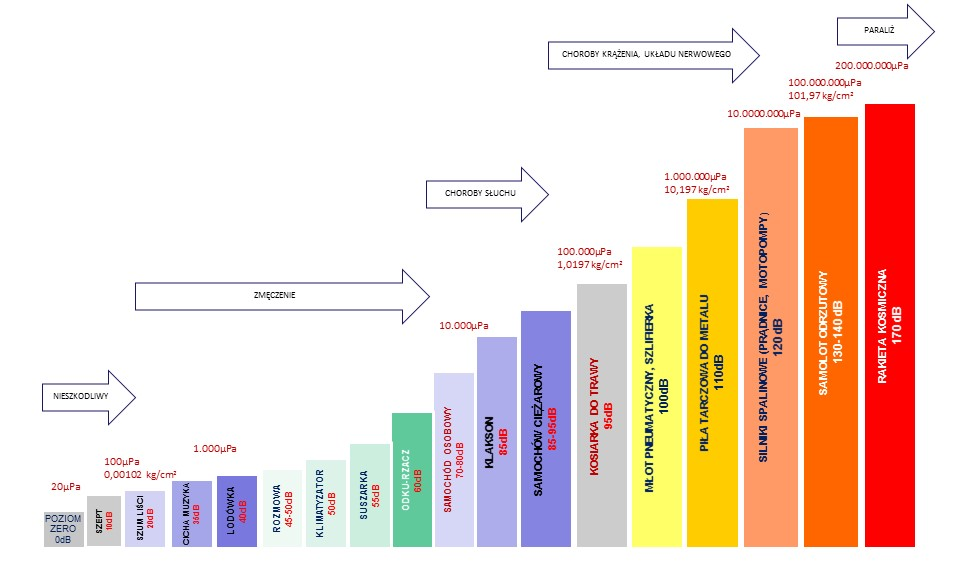 PARALIŻ
CHOROBY KRĄŻENIA, UKŁADU NERWOWEGO
200.000.000µPa
100.000.000µPa
101,97 kg/cm²
10.0000.000µPa
CHOROBY SŁUCHU
1.000.000µPa
10,197 kg/cm²
100.000µPa
1,0197 kg/cm²
ZMĘCZENIE
10.000µPa
NIESZKODLIWY
1.000µPa
100µPa
0,00102 kg/cm²
20µPa
POZIOM
ZERO
0dB
SZEPT
10dB
SZUM LIŚCI
20dB
CICHA MUZYKA
35dB
LODÓWKA
40dB
ROZMOWA
45-50dB
KLIMATYZATOR
50dB
SUSZARKA
55dB
ODKU-RZACZ
60dB
SAMOCHÓD OSOBOWY
70-80dB
KLAKSON
85dB
SAMOCHÓW CIĘŻAROWY
85-95dB
KOSIARKA DO TRAWY
95dB
MŁOT PNEUMATYCZNY, SZLIFIERKA
100dB
PIŁA TARCZOWA DO METALU
110dB
SILNIKI SPALINOWE (PRĄDNICE, MOTOPOMPY)
120 dB
SAMOLOT ODRZUTOWY
130-140 dB
RAKIETA KOSMICZNA
170 dB